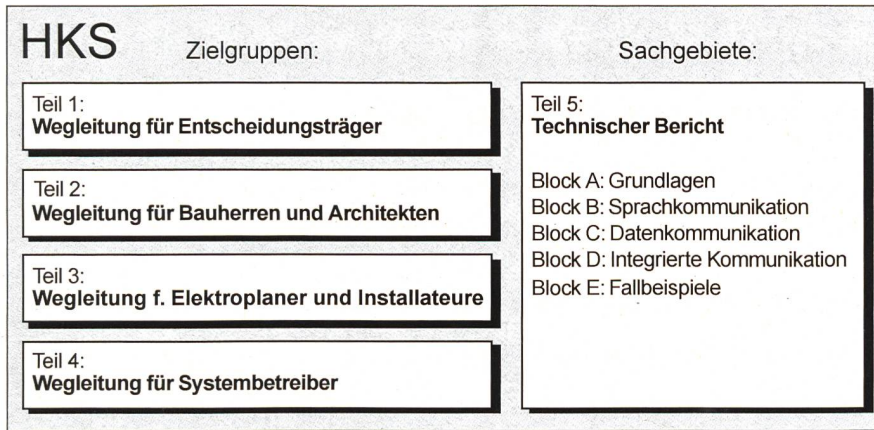 HKS
Zielgruppen:
Teil 1:
Wegleitung für Entscheidungsträger
Teil 2:
Wegleitung für Bauherren und Architekten
Teil 3:
Wegleitung f. Elektroplaner und Installateure
Teil 4:
Wegleitung für Systembetreiber
Sachgebiete:
Teil 5:
Technischer Bericht
Block A: Grundlagen
Block B: Sprachkommunikation
Block C: Datenkommunikation
Block D: Integrierte Kommunikation
Block E: Fallbeispiele